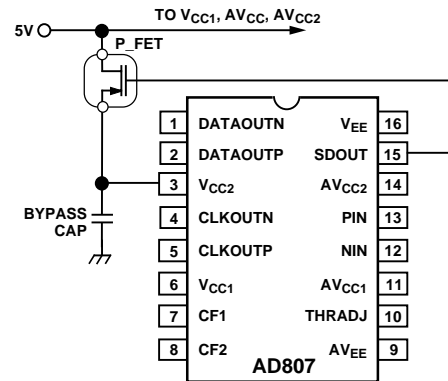 TO VCC1, AVCC, AVCC2
5V
P_FET
1 DATAOUTN
2 DATAOUTP
3 VCC2
4 CLKOUTN
5 CLKOUTP
6 VCC1
7 CF1
8 CF2
VEE 16
SDOUT 15
AVCC2 14
PIN 13
NIN 12
AVCC1 11
THRADJ 10
AVEE 9
BYPASS
CAP
AD807